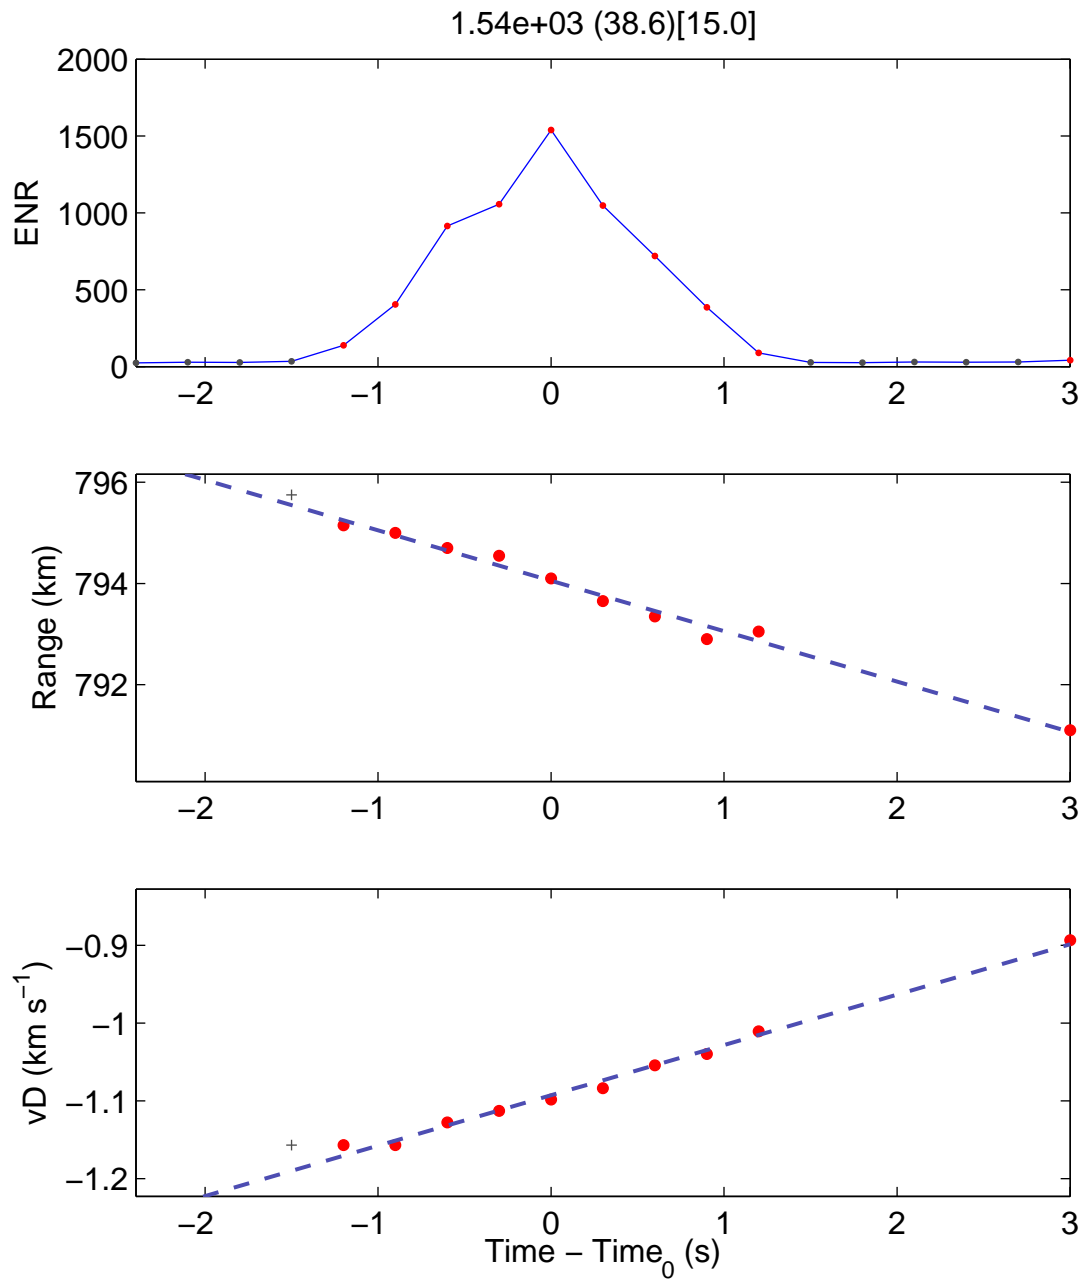 1.54e+03 (38.6)[15.0]
2000
1500
1000
500
0
ENR
−2 −1 0 1 2 3
796
794
792
Range (km)
−2 −1 0 1 2 3
−0.9
−1
−1.1
−1.2
vD (km s⁻¹)
−2 −1 0 1 2 3
Time − Time₀ (s)